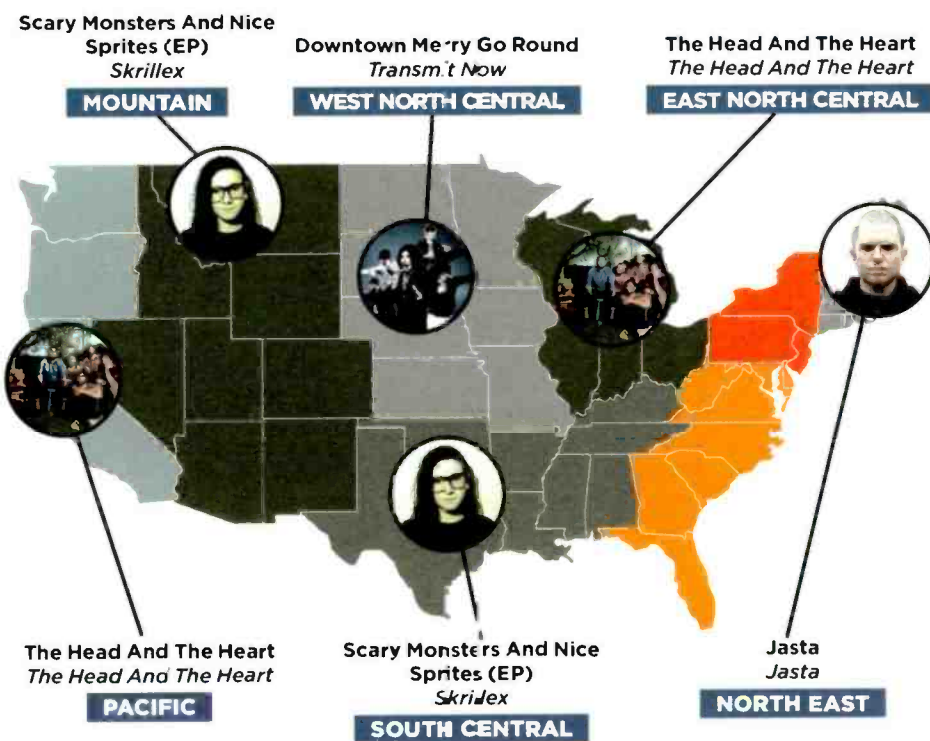 Scary Monsters And Nice
Sprites (EP)
Skrillex
MOUNTAIN
Downtown Merry Go Round
Transmit Now
WEST NORTH CENTRAL
The Head And The Heart
The Head And The Heart
EAST NORTH CENTRAL
The Head And The Heart
The Head And The Heart
PACIFIC
Scary Monsters And Nice
Sprites (EP)
Skrillex
SOUTH CENTRAL
Jasta
Jasta
NORTH EAST